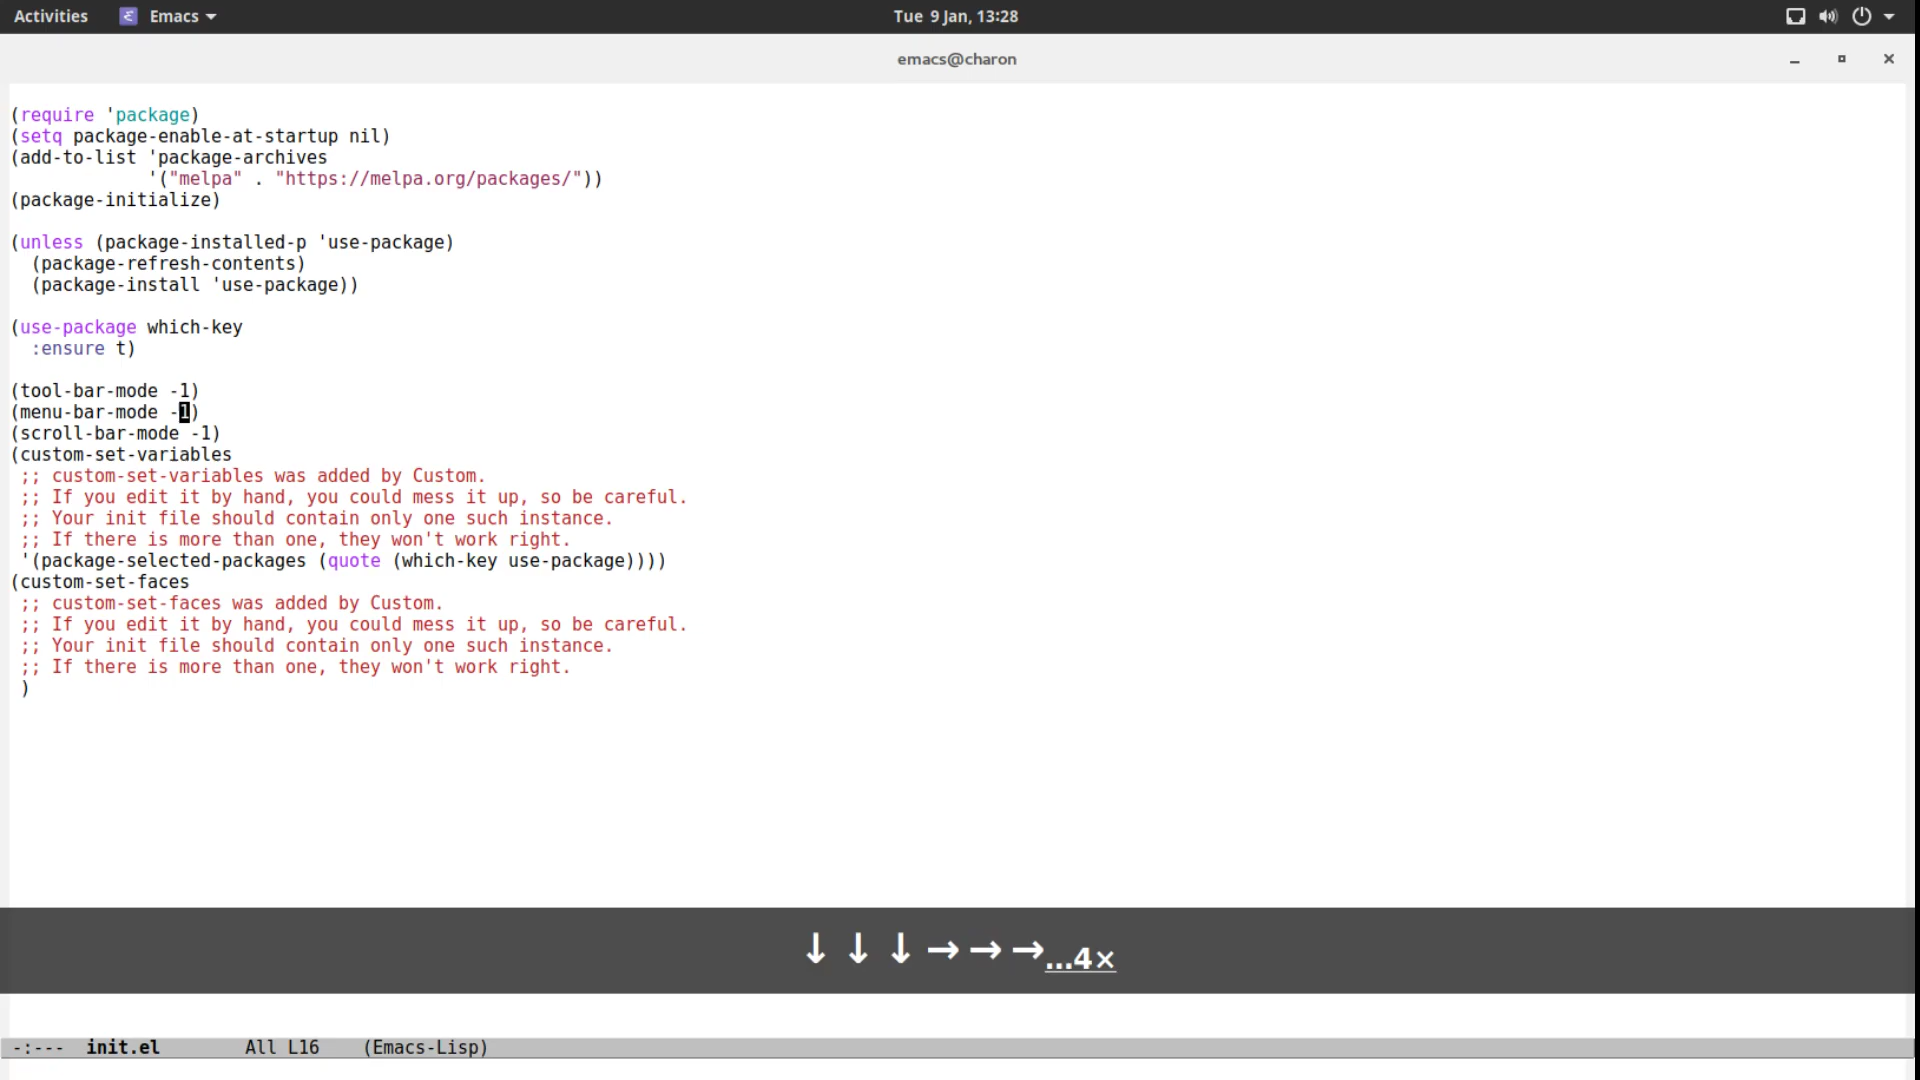 Activities Emacs Tue 9 Jan, 13:28
emacs@charon
(require 'package)
(setq package-enable-at-startup nil)
(add-to-list 'package-archives
             '("melpa" . "https://melpa.org/packages/"))
(package-initialize)
(unless (package-installed-p 'use-package)
  (package-refresh-contents)
  (package-install 'use-package))
(use-package which-key
  :ensure t)
(tool-bar-mode -1)
(menu-bar-mode -1)
(scroll-bar-mode -1)
(custom-set-variables
 ;; custom-set-variables was added by Custom.
 ;; If you edit it by hand, you could mess it up, so be careful.
 ;; Your init file should contain only one such instance.
 ;; If there is more than one, they won't work right.
 '(package-selected-packages (quote (which-key use-package))))
(custom-set-faces
 ;; custom-set-faces was added by Custom.
 ;; If you edit it by hand, you could mess it up, so be careful.
 ;; Your init file should contain only one such instance.
 ;; If there is more than one, they won't work right.
 )
↓ ↓ ↓ → → →...4×
-:--- init.el All L16 (Emacs-Lisp)